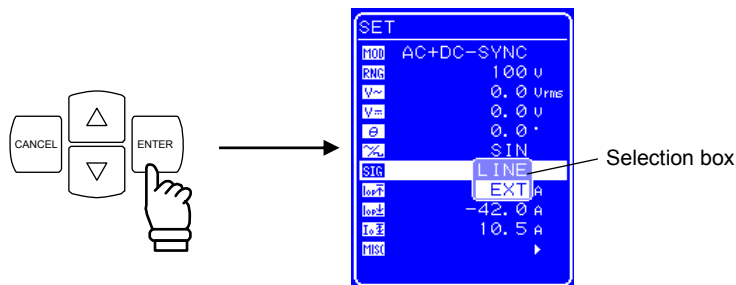 CANCEL
△
▽
ENTER
SET
MOD AC+DC-SYNC
RNG 100 V
V~ 0.0 Vrms
V⎓ 0.0 V
θ 0.0 °
SIN
SIG LINE
EXT A
-42.0 A
10.5 A
MISC ▶
Selection box